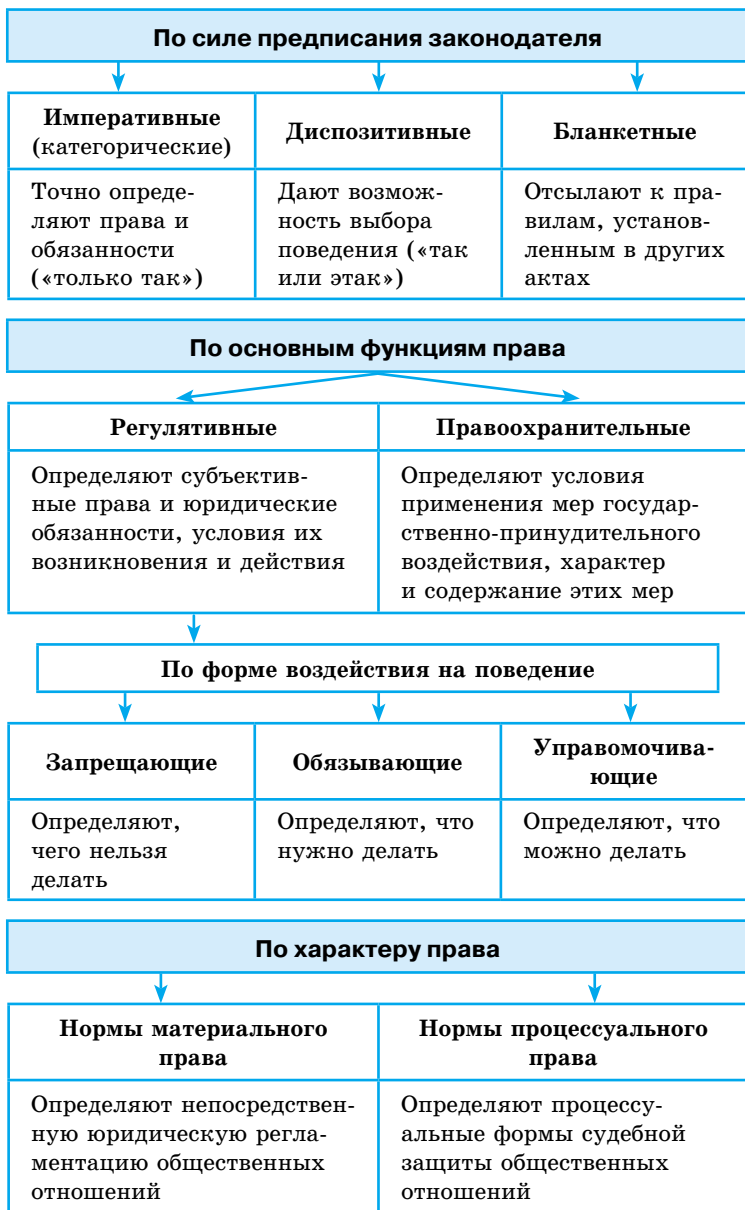 По силе предписания законодателя
Императивные
(категорические)
Диспозитивные
Бланкетные
Точно опреде-
ляют права и
обязанности
(«только так»)
Дают возмож-
ность выбора
поведения («так
или этак»)
Отсылают к пра-
вилам, установ-
ленным в других
актах
По основным функциям права
Регулятивные
Правоохранительные
Определяют субъектив-
ные права и юридические
обязанности, условия их
возникновения и действия
Определяют условия
применения мер государ-
ственно-принудительного
воздействия, характер
и содержание этих мер
По форме воздействия на поведение
Запрещающие
Обязывающие
Управомочива-
ющие
Определяют,
чего нельзя
делать
Определяют, что
нужно делать
Определяют, что
можно делать
По характеру права
Нормы материального
права
Нормы процессуального
права
Определяют непосредствен-
ную юридическую регла-
ментацию общественных
отношений
Определяют процессу-
альные формы судебной
защиты общественных
отношений